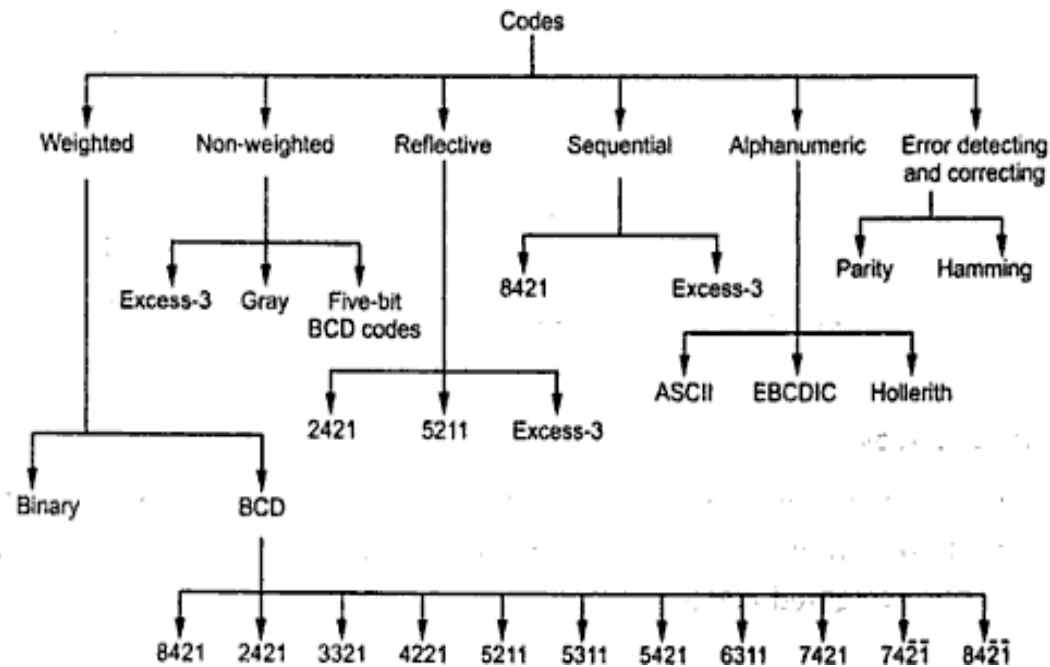 Codes
Weighted Non-weighted Reflective Sequential Alphanumeric Error detecting
and correcting
Parity Hamming
8421 Excess-3
Excess-3 Gray Five-bit
BCD codes
ASCII EBCDIC Hollerith
2421 5211 Excess-3
Binary BCD
8421 2421 3321 4221 5211 5311 5421 6311 7421 742̅1̅ 842̅1̅